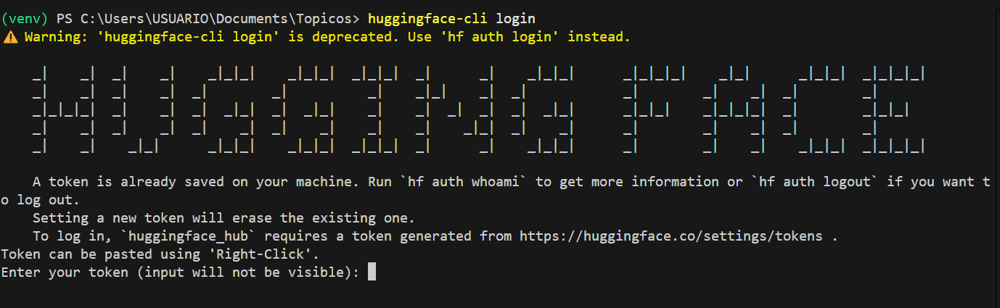 (venv) PS C:\Users\USUARIO\Documents\Topicos> huggingface-cli login
⚠ Warning: 'huggingface-cli login' is deprecated. Use 'hf auth login' instead.
HUGGING FACE
A token is already saved on your machine. Run `hf auth whoami` to get more information or `hf auth logout` if you want t
o log out.
Setting a new token will erase the existing one.
To log in, `huggingface_hub` requires a token generated from https://huggingface.co/settings/tokens .
Token can be pasted using 'Right-Click'.
Enter your token (input will not be visible):